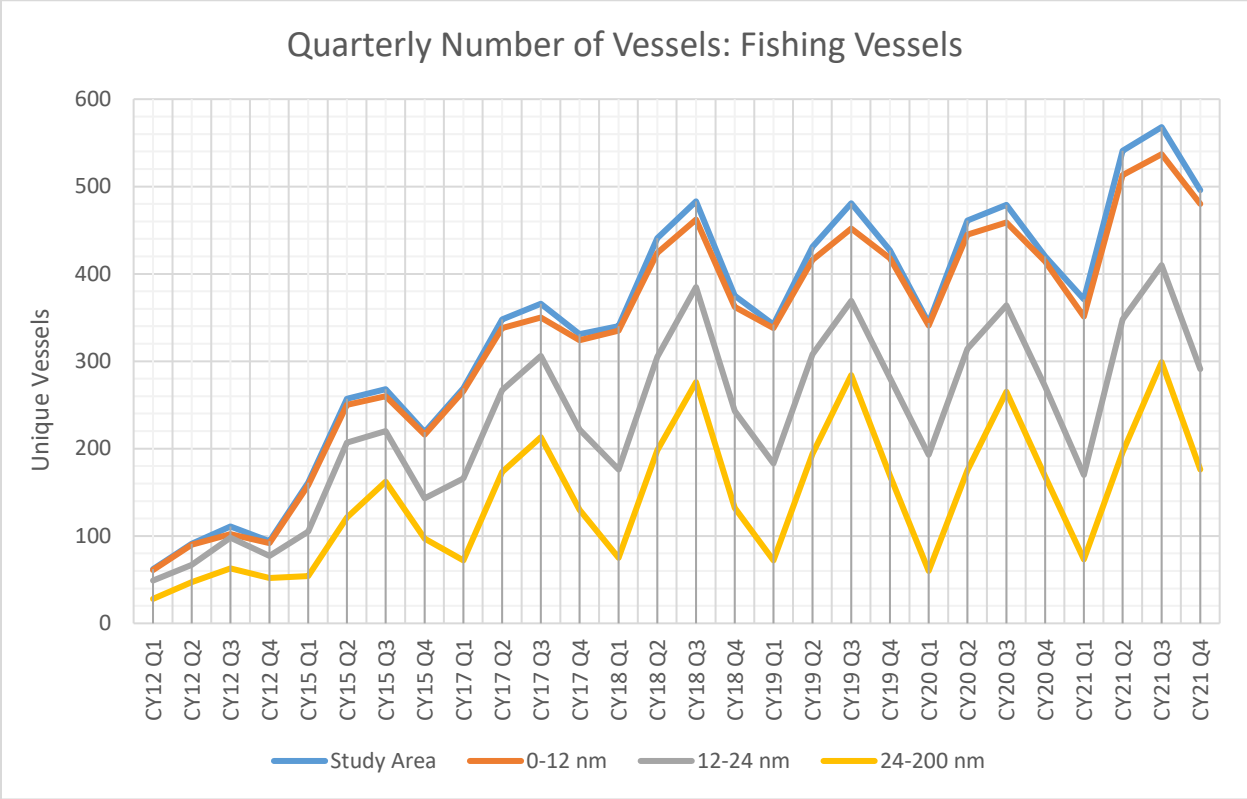 Quarterly Number of Vessels: Fishing Vessels
Unique Vessels
600
500
400
300
200
100
0
CY12 Q1
CY12 Q2
CY12 Q3
CY12 Q4
CY15 Q1
CY15 Q2
CY15 Q3
CY15 Q4
CY17 Q1
CY17 Q2
CY17 Q3
CY17 Q4
CY18 Q1
CY18 Q2
CY18 Q3
CY18 Q4
CY19 Q1
CY19 Q2
CY19 Q3
CY19 Q4
CY20 Q1
CY20 Q2
CY20 Q3
CY20 Q4
CY21 Q1
CY21 Q2
CY21 Q3
CY21 Q4
Study Area 0-12 nm 12-24 nm 24-200 nm